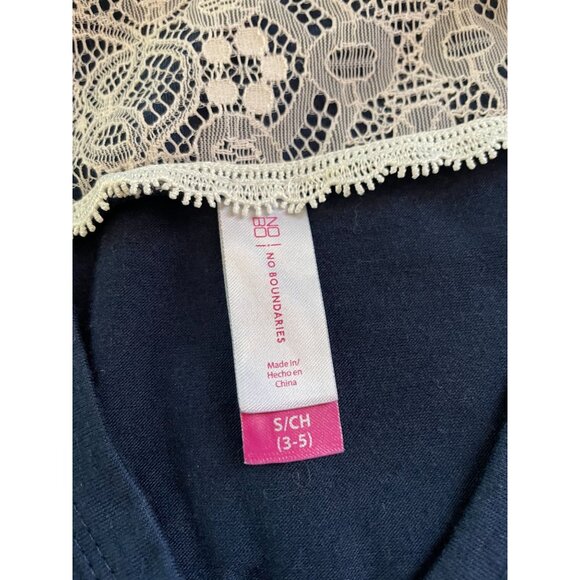 NO
BO
NO BOUNDARIES
Made in/
Hecho en
China
S/CH
(3-5)